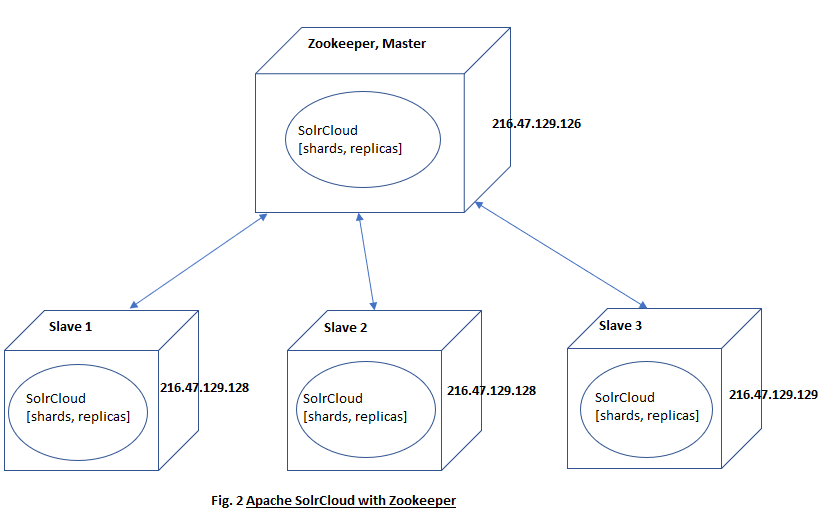 Zookeeper, Master
SolrCloud
[shards, replicas]
216.47.129.126
Slave 1
SolrCloud
[shards, replicas]
216.47.129.128
Slave 2
SolrCloud
[shards, replicas]
216.47.129.128
Slave 3
SolrCloud
[shards, replicas]
216.47.129.129
Fig. 2 Apache SolrCloud with Zookeeper